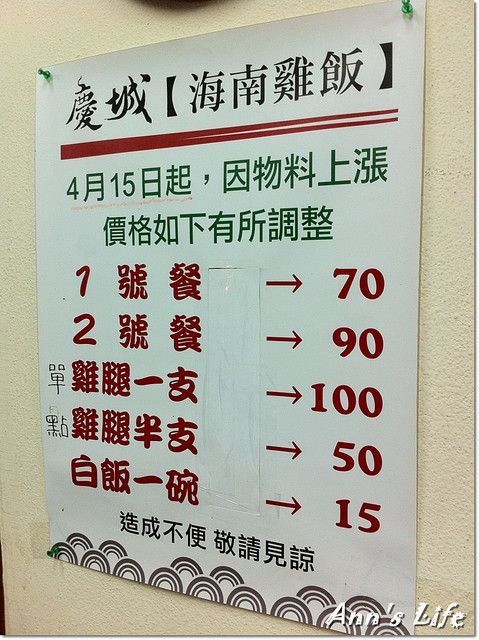 慶城【海南雞飯】
4月15日起，因物料上漲
價格如下有所調整
1號餐 → 70
2號餐 → 90
單點
雞腿一支 → 100
雞腿半支 → 50
白飯一碗 → 15
造成不便 敬請見諒
Ann's Life